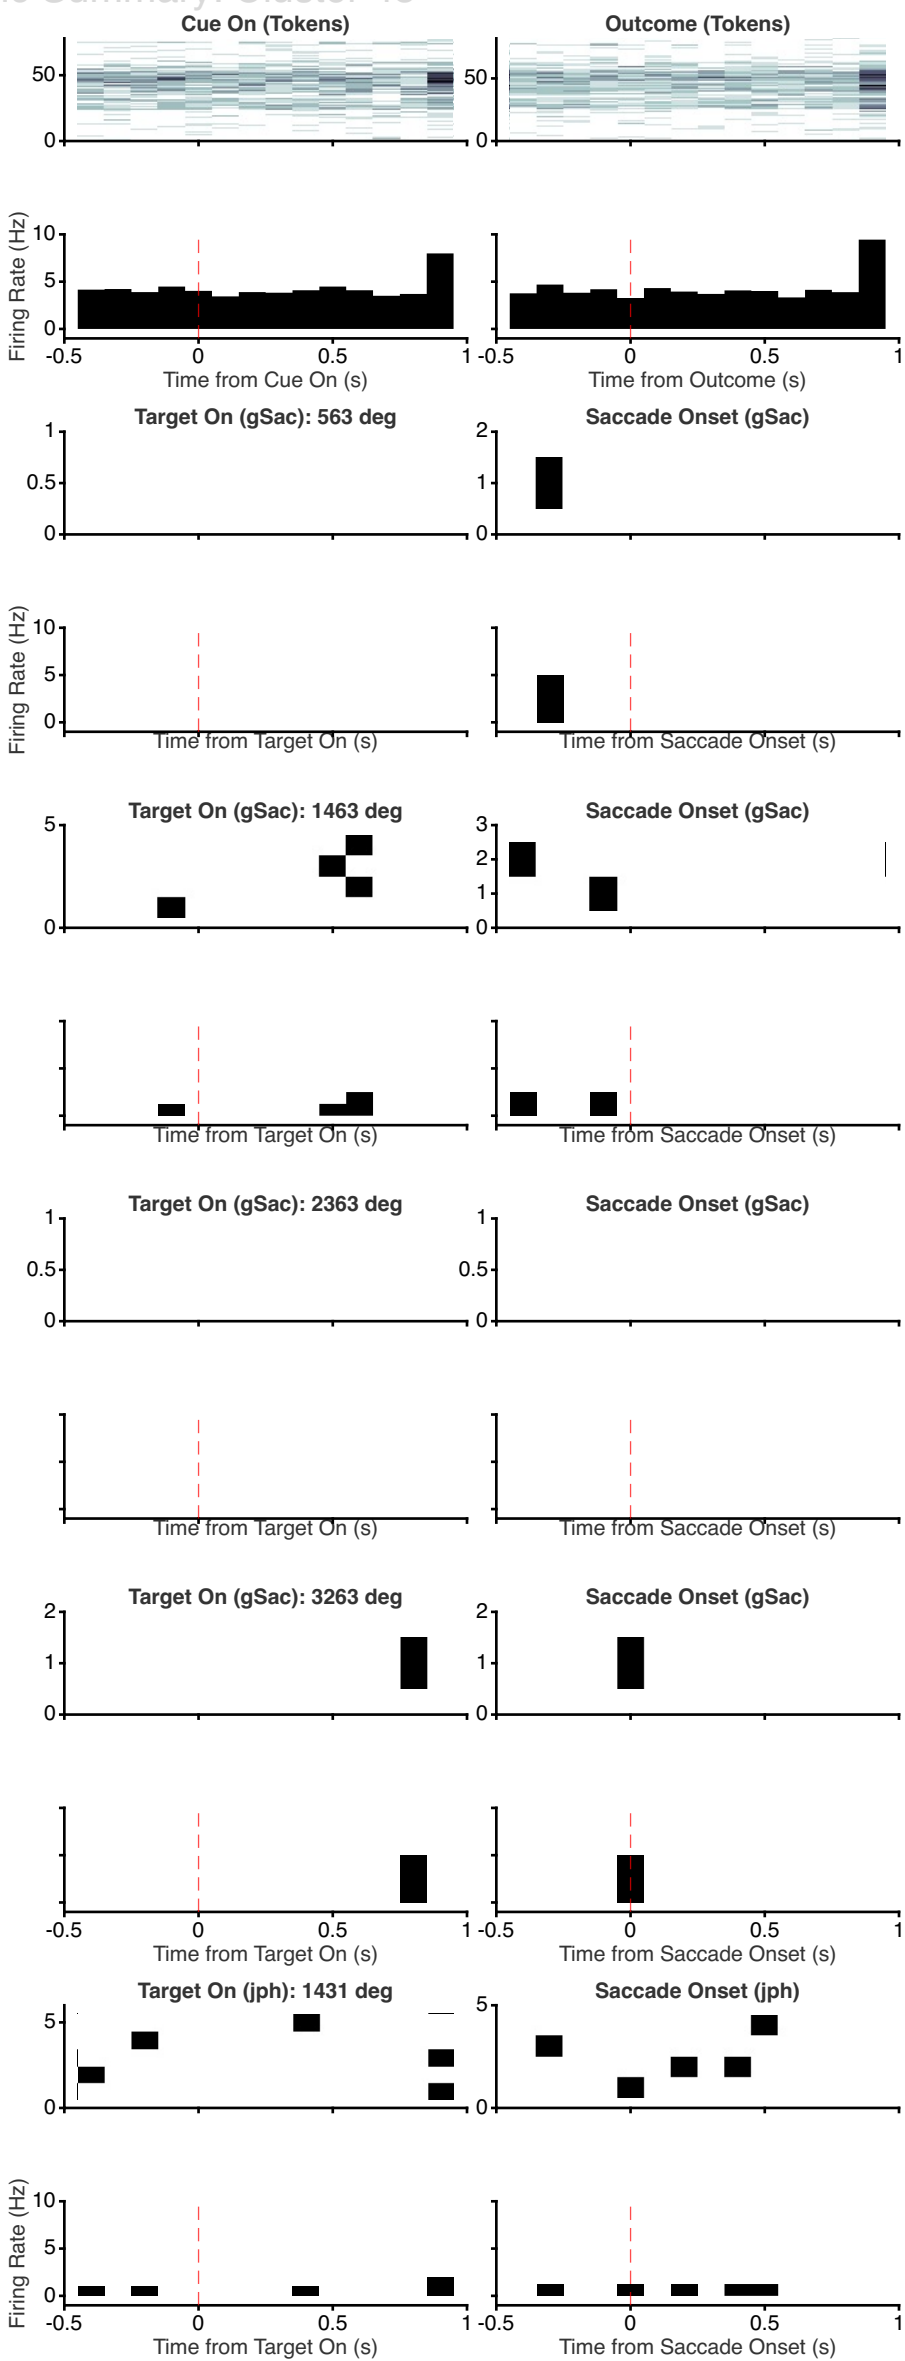 Summary: Cluster
Cue On (Tokens) Outcome (Tokens)
50 50
0 0
Firing Rate (Hz)
10
5
0
-0.5 0 0.5 1 -0.5 0 0.5 1
Time from Cue On (s) Time from Outcome (s)
Target On (gSac): 563 deg Saccade Onset (gSac)
1 2
0.5 1
0 0
Firing Rate (Hz)
10
5
0
Time from Target On (s) Time from Saccade Onset (s)
Target On (gSac): 1463 deg Saccade Onset (gSac)
5 3
2
1
0 0
Time from Target On (s) Time from Saccade Onset (s)
Target On (gSac): 2363 deg Saccade Onset (gSac)
1 1
0.5 0.5
0 0
Time from Target On (s) Time from Saccade Onset (s)
Target On (gSac): 3263 deg Saccade Onset (gSac)
2 2
1 1
0 0
-0.5 0 0.5 1 -0.5 0 0.5 1
Time from Target On (s) Time from Saccade Onset (s)
Target On (jph): 1431 deg Saccade Onset (jph)
5 5
0 0
Firing Rate (Hz)
10
5
0
-0.5 0 0.5 1 -0.5 0 0.5 1
Time from Target On (s) Time from Saccade Onset (s)